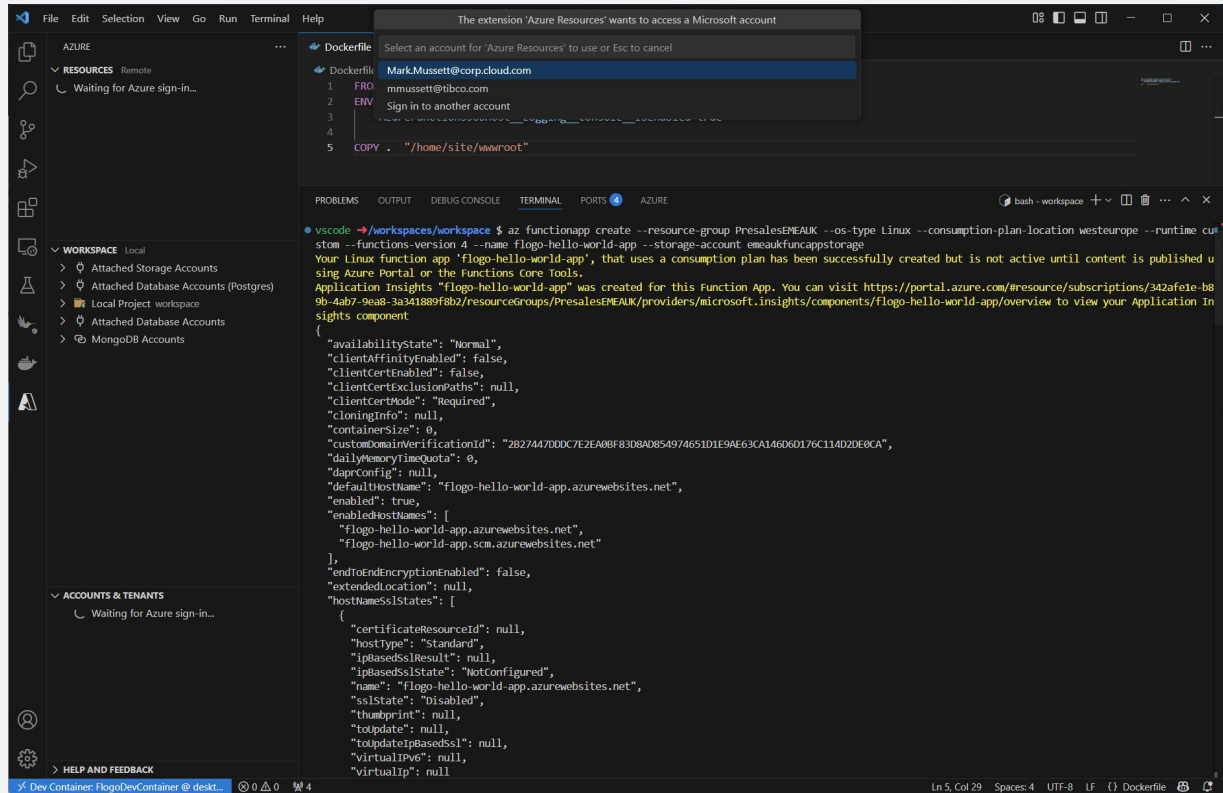 File Edit Selection View Go Run Terminal Help
The extension 'Azure Resources' wants to access a Microsoft account
Select an account for 'Azure Resources' to use or Esc to cancel
Mark.Mussett@corp.cloud.com
mmussett@tibco.com
Sign in to another account
AZURE
RESOURCES Remote
Waiting for Azure sign-in...
WORKSPACE Local
Attached Storage Accounts
Attached Database Accounts (Postgres)
Local Project workspace
Attached Database Accounts
MongoDB Accounts
ACCOUNTS & TENANTS
Waiting for Azure sign-in...
HELP AND FEEDBACK
Dockerfile
Dockerfile
1 FRO
2 ENV
3
4
5 COPY . "/home/site/wwwroot"
PROBLEMS OUTPUT DEBUG CONSOLE TERMINAL PORTS 4 AZURE
bash - workspace
vscode ➜ /workspaces/workspace $ az functionapp create --resource-group PresalesEMEAUK --os-type Linux --consumption-plan-location westeurope --runtime cu
stom --functions-version 4 --name flogo-hello-world-app --storage-account emeaukfuncappstorage
Your Linux function app 'flogo-hello-world-app', that uses a consumption plan has been successfully created but is not active until content is published u
sing Azure Portal or the Functions Core Tools.
Application Insights "flogo-hello-world-app" was created for this Function App. You can visit https://portal.azure.com/#resource/subscriptions/342afe1e-b8
9b-4ab7-9ea8-3a341889f8b2/resourceGroups/PresalesEMEAUK/providers/microsoft.insights/components/flogo-hello-world-app/overview to view your Application In
sights component
{
"availabilityState": "Normal",
"clientAffinityEnabled": false,
"clientCertEnabled": false,
"clientCertExclusionPaths": null,
"clientCertMode": "Required",
"cloningInfo": null,
"containerSize": 0,
"customDomainVerificationId": "2B27447DDDC7E2EA0BF83D8AD854974651D1E9AE63CA146D6D176C114D2DE0CA",
"dailyMemoryTimeQuota": 0,
"daprConfig": null,
"defaultHostName": "flogo-hello-world-app.azurewebsites.net",
"enabled": true,
"enabledHostNames": [
"flogo-hello-world-app.azurewebsites.net",
"flogo-hello-world-app.scm.azurewebsites.net"
],
"endToEndEncryptionEnabled": false,
"extendedLocation": null,
"hostNameSslStates": [
{
"certificateResourceId": null,
"hostType": "Standard",
"ipBasedSslResult": null,
"ipBasedSslState": "NotConfigured",
"name": "flogo-hello-world-app.azurewebsites.net",
"sslState": "Disabled",
"thumbprint": null,
"toUpdate": null,
"toUpdateIpBasedSsl": null,
"virtualIPv6": null,
"virtualIp": null
Dev Container: FlogoDevContainer @ deskt... 0 0 4
Ln 5, Col 29 Spaces: 4 UTF-8 LF {} Dockerfile